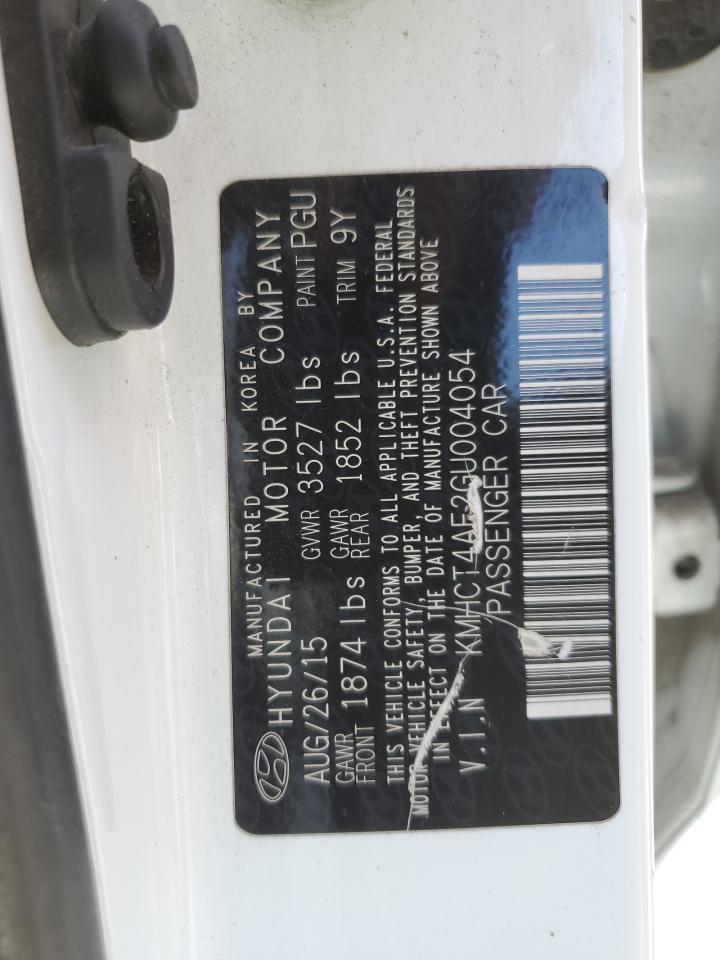 MANUFACTURED IN KOREA BY
HYUNDAI MOTOR COMPANY
AUG/26/15 GVWR 3527 lbs PAINT PGU
GAWR FRONT 1874 lbs GAWR REAR 1852 lbs TRIM 9Y
THIS VEHICLE CONFORMS TO ALL APPLICABLE U.S.A. FEDERAL
MOTOR VEHICLE SAFETY, BUMPER, AND THEFT PREVENTION STANDARDS
IN EFFECT ON THE DATE OF MANUFACTURE SHOWN ABOVE
V.I.N KMHCT4AE2GU004054
PASSENGER CAR